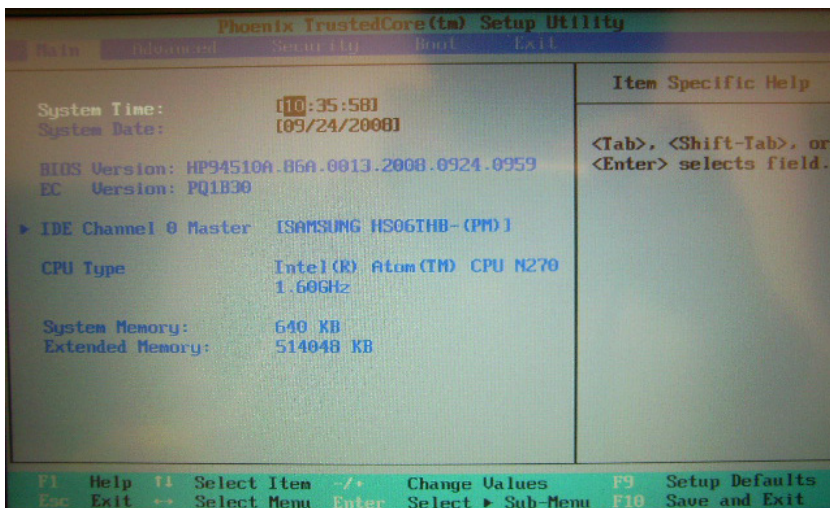 Phoenix TrustedCore(tm) Setup Utility
Main Advanced Security Boot Exit
Item Specific Help
System Time: [10:35:58]
System Date: [09/24/2008]
<Tab>, <Shift-Tab>, or
<Enter> selects field.
BIOS Version: HP94510A.86A.0013.2008.0924.0959
EC Version: PQ1B30
IDE Channel 0 Master [SAMSUNG HS06THB-(PM)]
CPU Type Intel(R) Atom(TM) CPU N270
1.60GHz
System Memory: 640 KB
Extended Memory: 514048 KB
F1 Help ↑↓ Select Item -/+ Change Values F9 Setup Defaults
Esc Exit ↔ Select Menu Enter Select ▶ Sub-Menu F10 Save and Exit